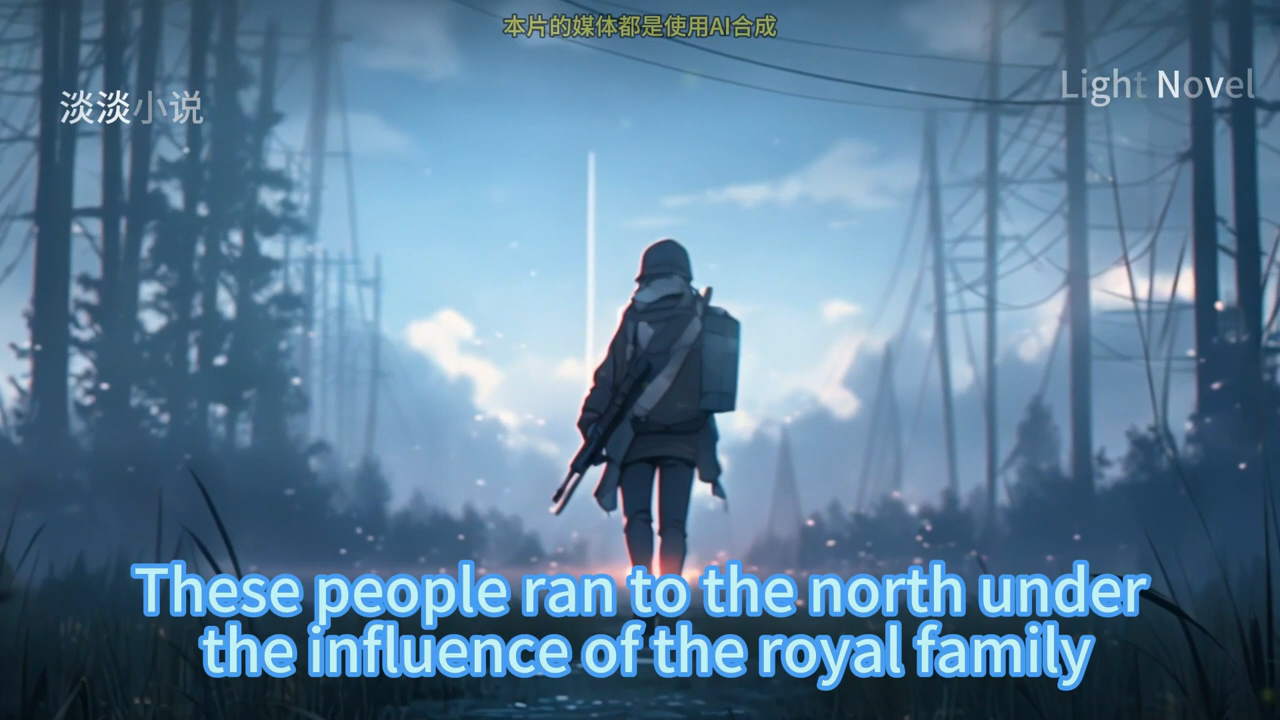 本片的媒体都是使用AI合成
淡淡小说
Light Novel
These people ran to the north under
the influence of the royal family